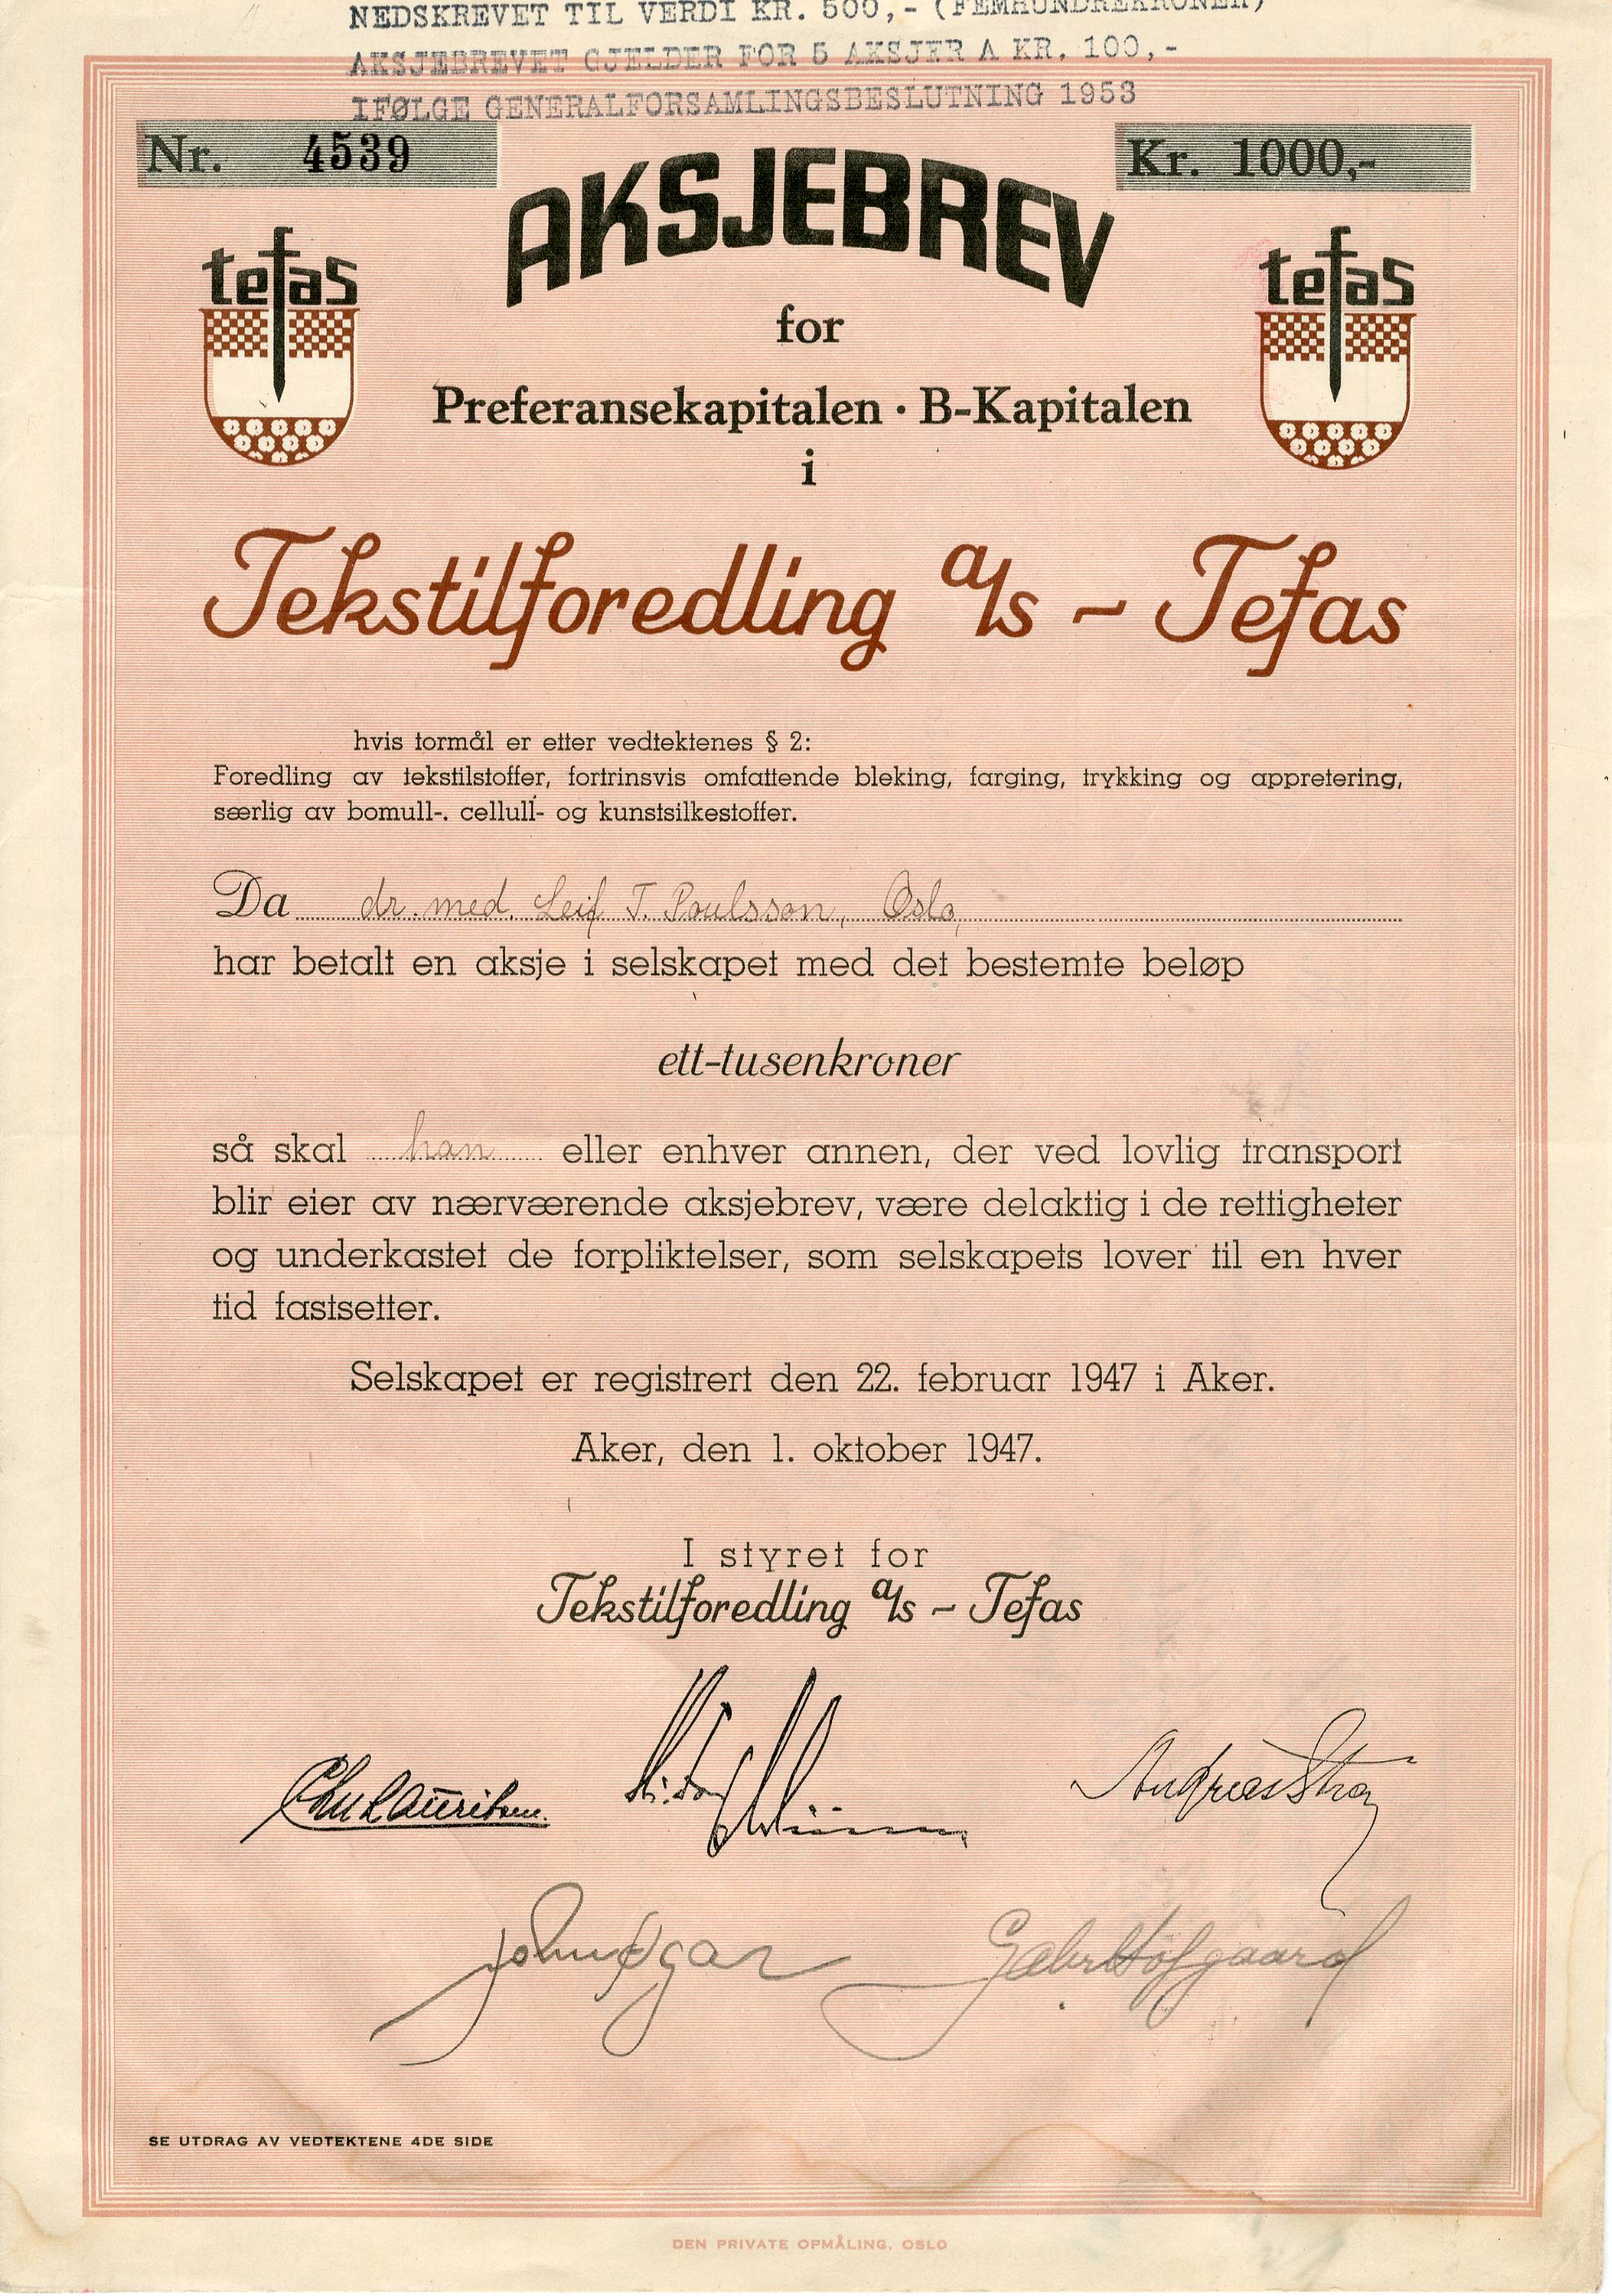 NEDSKREVET TIL VERDI KR. 500,- (FEMHUNDREKRONER)
AKSJEBREVET GJELDER FOR 5 AKSJER A KR. 100,-
IFØLGE GENERALFORSAMLINGSBESLUTNING 1953
Nr. 4539
Kr. 1000,-
AKSJEBREV
tefas
tefas
for
Preferansekapitalen · B-Kapitalen
i
Tekstilforedling a/s - Tefas
hvis formål er etter vedtektenes § 2:
Foredling av tekstilstoffer, fortrinsvis omfattende bleking, farging, trykking og appretering,
særlig av bomull-. cellull- og kunstsilkestoffer.
Da dr. med. Leif T. Poulsson, Oslo,
har betalt en aksje i selskapet med det bestemte beløp
ett-tusenkroner
så skal han eller enhver annen, der ved lovlig transport
blir eier av nærværende aksjebrev, være delaktig i de rettigheter
og underkastet de forpliktelser, som selskapets lover til en hver
tid fastsetter.
Selskapet er registrert den 22. februar 1947 i Aker.
Aker, den 1. oktober 1947.
I styret for
Tekstilforedling a/s - Tefas
Chr Lauritsen.
Andreas Stray
Gabr Hofgaard
SE UTDRAG AV VEDTEKTENE 4DE SIDE
DEN PRIVATE OPMÅLING, OSLO